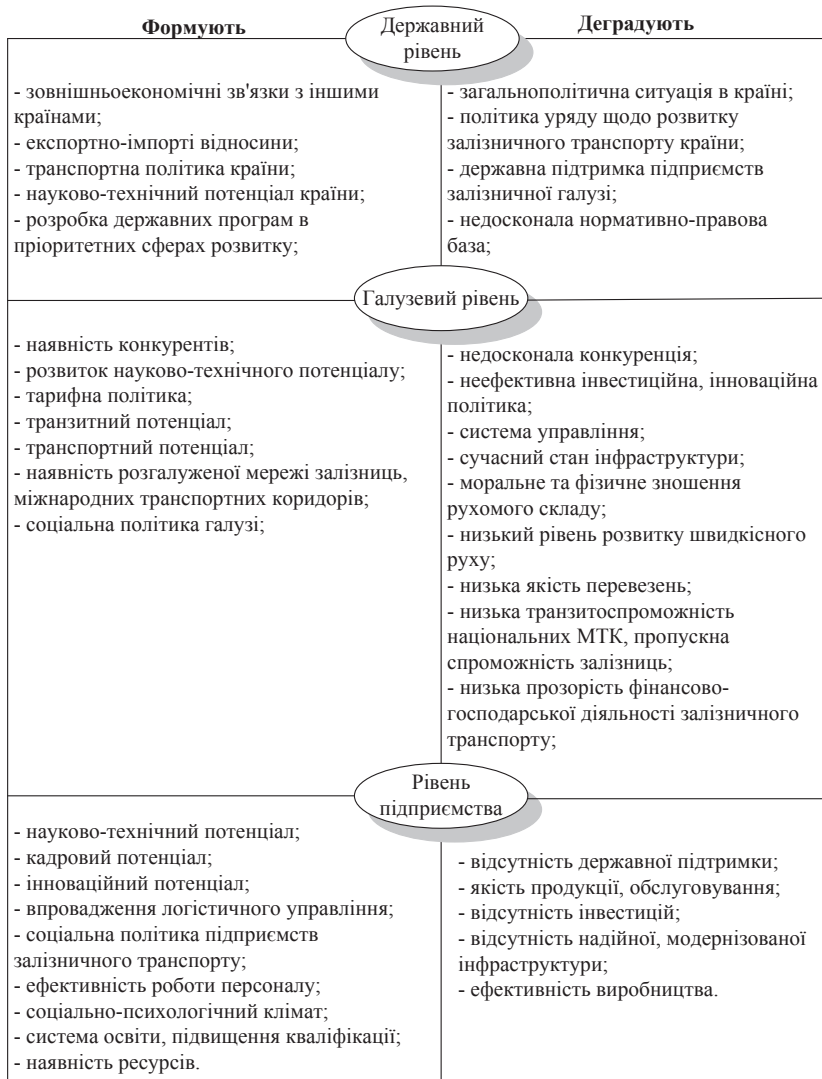 Формують
Державний
рівень
Деградують
- зовнішньоекономічні зв'язки з іншими
країнами;
- експортно-імпорті відносини;
- транспортна політика країни;
- науково-технічний потенціал країни;
- розробка державних програм в
пріоритетних сферах розвитку;
- загальнополітична ситуація в країні;
- політика уряду щодо розвитку
залізничного транспорту країни;
- державна підтримка підприємств
залізничної галузі;
- недосконала нормативно-правова
база;
Галузевий рівень
- наявність конкурентів;
- розвиток науково-технічного потенціалу;
- тарифна політика;
- транзитний потенціал;
- транспортний потенціал;
- наявність розгалуженої мережі залізниць,
міжнародних транспортних коридорів;
- соціальна політика галузі;
- недосконала конкуренція;
- неефективна інвестиційна, інноваційна
політика;
- система управління;
- сучасний стан інфраструктури;
- моральне та фізичне зношення
рухомого складу;
- низький рівень розвитку швидкісного
руху;
- низька якість перевезень;
- низька транзитоспроможність
національних МТК, пропускна
спроможність залізниць;
- низька прозорість фінансово-
господарської діяльності залізничного
транспорту;
Рівень
підприємства
- науково-технічний потенціал;
- кадровий потенціал;
- інноваційний потенціал;
- впровадження логістичного управління;
- соціальна політика підприємств
залізничного транспорту;
- ефективність роботи персоналу;
- соціально-психологічний клімат;
- система освіти, підвищення кваліфікації;
- наявність ресурсів.
- відсутність державної підтримки;
- якість продукції, обслуговування;
- відсутність інвестицій;
- відсутність надійної, модернізованої
інфраструктури;
- ефективність виробництва.